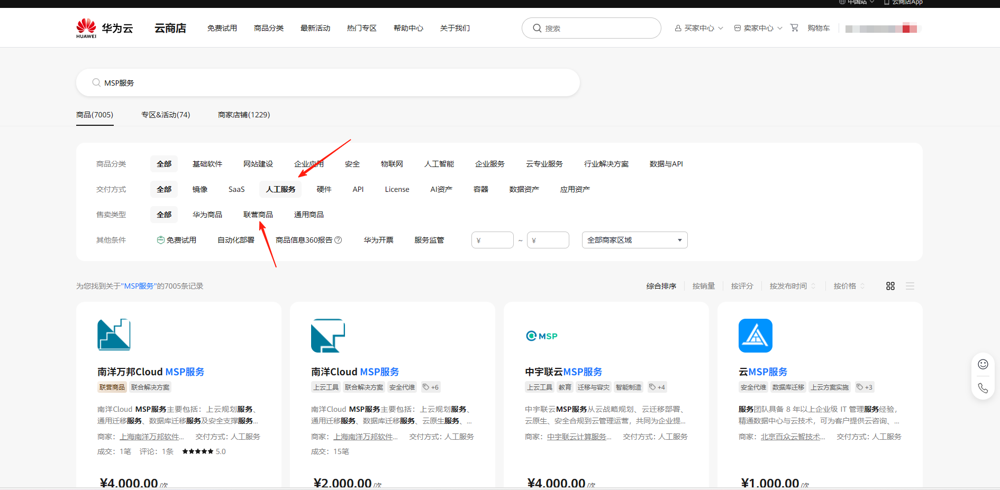 中国站 云商店App
HUAWEI 华为云 云商店 免费试用 商品分类 最新活动 热门专区 帮助中心 关于我们 搜索 买家中心 卖家中心 购物车
MSP服务
商品(7005) 专区&活动(74) 商家店铺(1229)
商品分类 全部 基础软件 网站建设 企业应用 安全 物联网 人工智能 企业服务 云专业服务 行业解决方案 数据与API
交付方式 全部 镜像 SaaS 人工服务 硬件 API License AI资产 容器 数据资产 应用资产
售卖类型 全部 华为商品 联营商品 通用商品
其他条件 免费试用 自动化部署 商品信息360报告 华为开票 服务监管 ¥ ~ ¥ 全部商家区域
为您找到关于"MSP服务"的7005条记录 综合排序 按销量 按评分 按发布时间 按价格
MSP
南洋万邦Cloud MSP服务
联营商品 联合解决方案
南洋Cloud MSP服务主要包括：上云规划服务、
通用迁移服务、数据库迁移服务及安全支撑服务...
商家：上海南洋万邦软件... 交付方式：人工服务
成交：1笔 评论：1条 ★★★★★ 5.0
¥4,000.00 /次
南洋Cloud MSP服务
上云工具 联合解决方案 安全代维 +6
南洋Cloud MSP服务主要包括：上云规划服务、
通用迁移服务、数据库迁移服务、云原生服务、...
商家：上海南洋万邦软件... 交付方式：人工服务
成交：15笔
¥2,000.00 /次
中宇联云MSP服务
上云工具 教育 迁移与容灾 智能制造 +4
中宇联云MSP服务从云战略规划、云迁移部署、
云原生、安全合规到云管理运营，共同为企业提...
商家：中宇联云计算服务... 交付方式：人工服务
¥4,000.00 /次
云MSP服务
安全代维 数据库迁移 上云方案实施 +3
服务团队具备 8 年以上企业级 IT 管理服务经验，
精通数据中心与云技术，可为客户提供云咨询、...
商家：北京百众云智技术... 交付方式：人工服务
¥1,000.00 /次